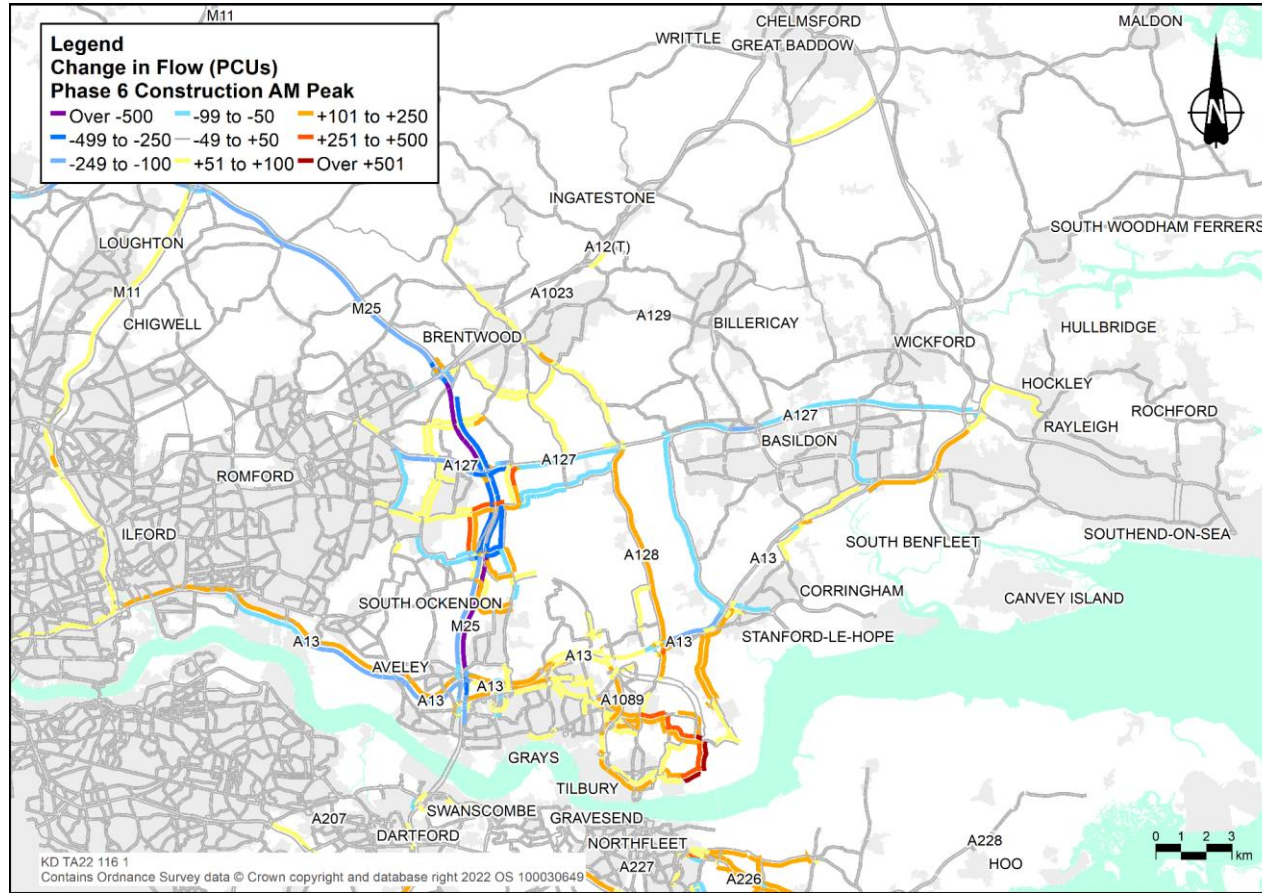 M11
CHELMSFORD
MALDON
WRITTLE
GREAT BADDOW
Legend
Change in Flow (PCUs)
Phase 6 Construction AM Peak
Over -500
-99 to -50
+101 to +250
-499 to -250
-49 to +50
+251 to +500
-249 to -100
+51 to +100
Over +501
N
INGATESTONE
SOUTH WOODHAM FERRERS
LOUGHTON
A12(T)
M11
M25
A1023
CHIGWELL
A129
BILLERICAY
HULLBRIDGE
BRENTWOOD
WICKFORD
HOCKLEY
ROCHFORD
A127
RAYLEIGH
BASILDON
A127
A127
ROMFORD
ILFORD
SOUTHEND-ON-SEA
SOUTH BENFLEET
A128
A13
CORRINGHAM
CANVEY ISLAND
SOUTH OCKENDON
M25
STANFORD-LE-HOPE
A13
A13
A13
AVELEY
A13
A13
A1089
GRAYS
TILBURY
SWANSCOMBE
GRAVESEND
A207
DARTFORD
NORTHFLEET
A228
HOO
A227
A226
0 1 2 3
km
KD TA22 116 1
Contains Ordnance Survey data © Crown copyright and database right 2022 OS 100030649